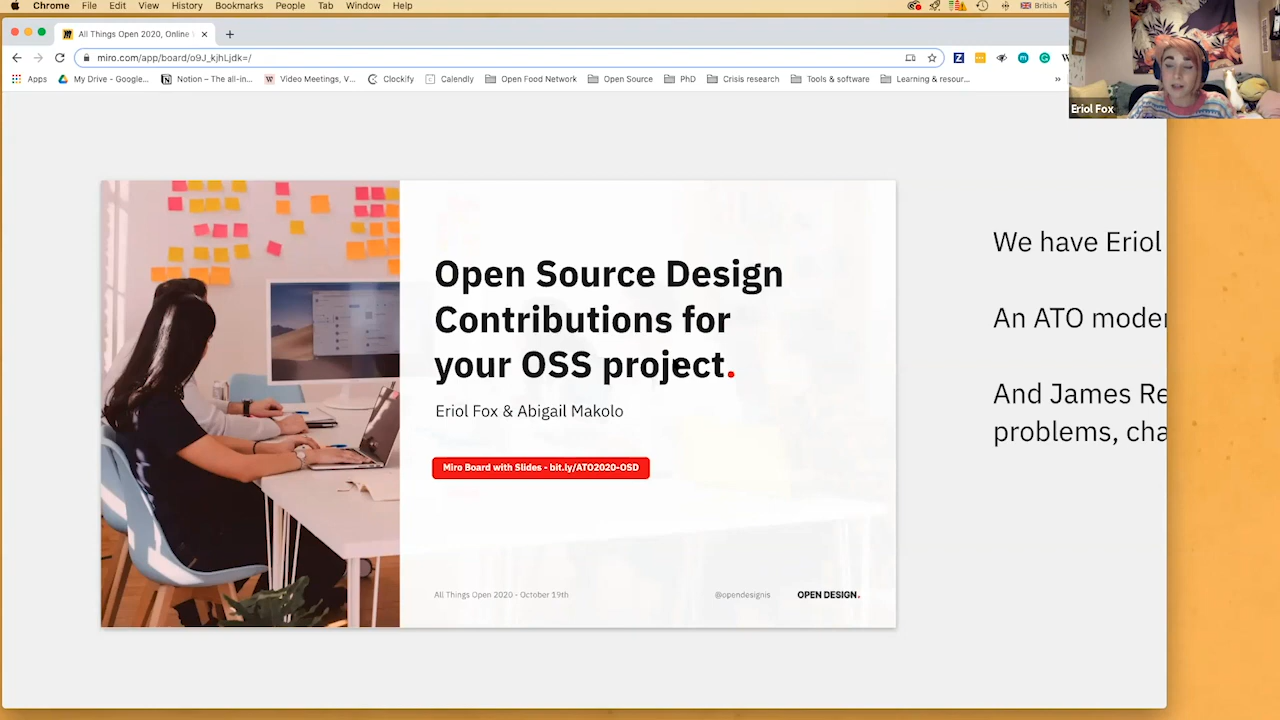 Chrome File Edit View History Bookmarks People Tab Window Help British
All Things Open 2020, Online
miro.com/app/board/o9J_kjhLjdk=/
Apps My Drive - Google... Notion – The all-in... Video Meetings, V... Clockify Calendly Open Food Network Open Source PhD Crisis research Tools & software Learning & resour... »
Eriol Fox
Open Source Design
Contributions for
your OSS project.
Eriol Fox & Abigail Makolo
Miro Board with Slides - bit.ly/ATO2020-OSD
All Things Open 2020 - October 19th
@opendesignis
OPEN DESIGN.
We have Eriol
An ATO moder
And James Re
problems, cha